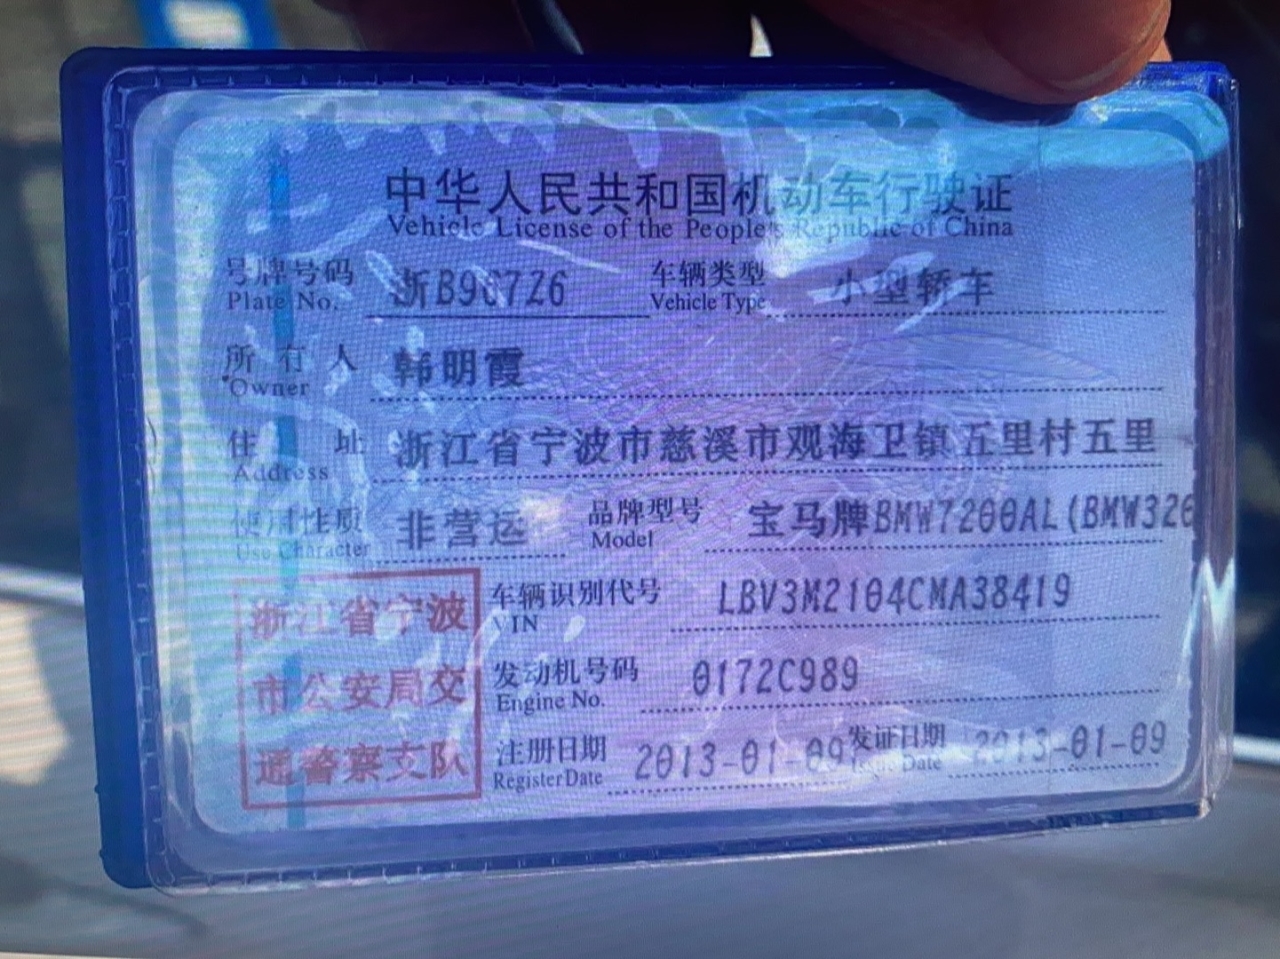 中华人民共和国机动车行驶证
Vehicle License of the People's Republic of China
号牌号码 浙B967Z6 车辆类型 小型轿车
Plate No. Vehicle Type
所有人 韩明霞
Owner
住址 浙江省宁波市慈溪市观海卫镇五里村五里
Address
使用性质 非营运 品牌型号 宝马牌BMW7200AL(BMW320
Use Character Model
浙江省宁波
市公安局交
通警察支队
车辆识别代号 LBV3M2104CMA38419
VIN
发动机号码 0172C989
Engine No.
注册日期 2013-01-09 发证日期 2013-01-09
Register Date Issue Date